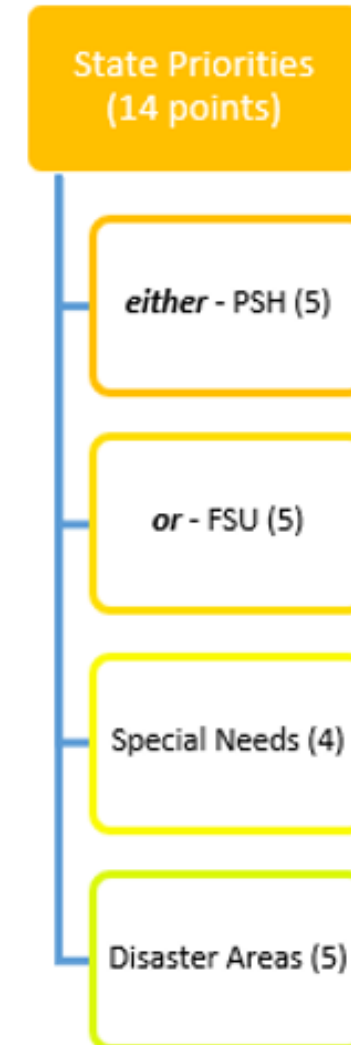 State Priorities
(14 points)
either - PSH (5)
or - FSU (5)
Special Needs (4)
Disaster Areas (5)